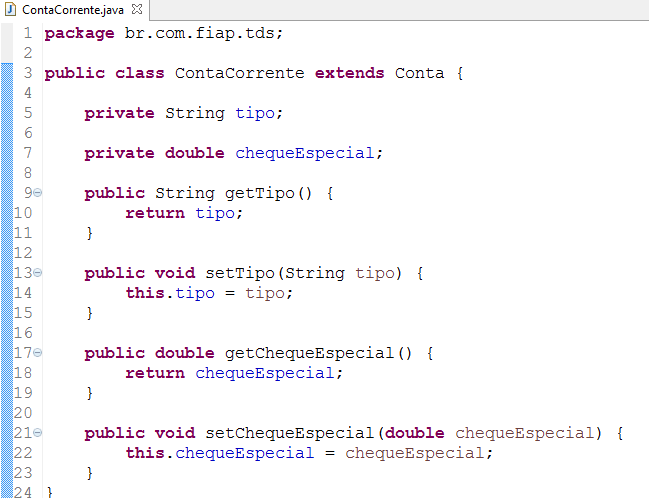 ContaCorrente.java
1 package br.com.fiap.tds;
2
3 public class ContaCorrente extends Conta {
4
5     private String tipo;
6
7     private double chequeEspecial;
8
9     public String getTipo() {
10         return tipo;
11     }
12
13     public void setTipo(String tipo) {
14         this.tipo = tipo;
15     }
16
17     public double getChequeEspecial() {
18         return chequeEspecial;
19     }
20
21     public void setChequeEspecial(double chequeEspecial) {
22         this.chequeEspecial = chequeEspecial;
23     }
24 }